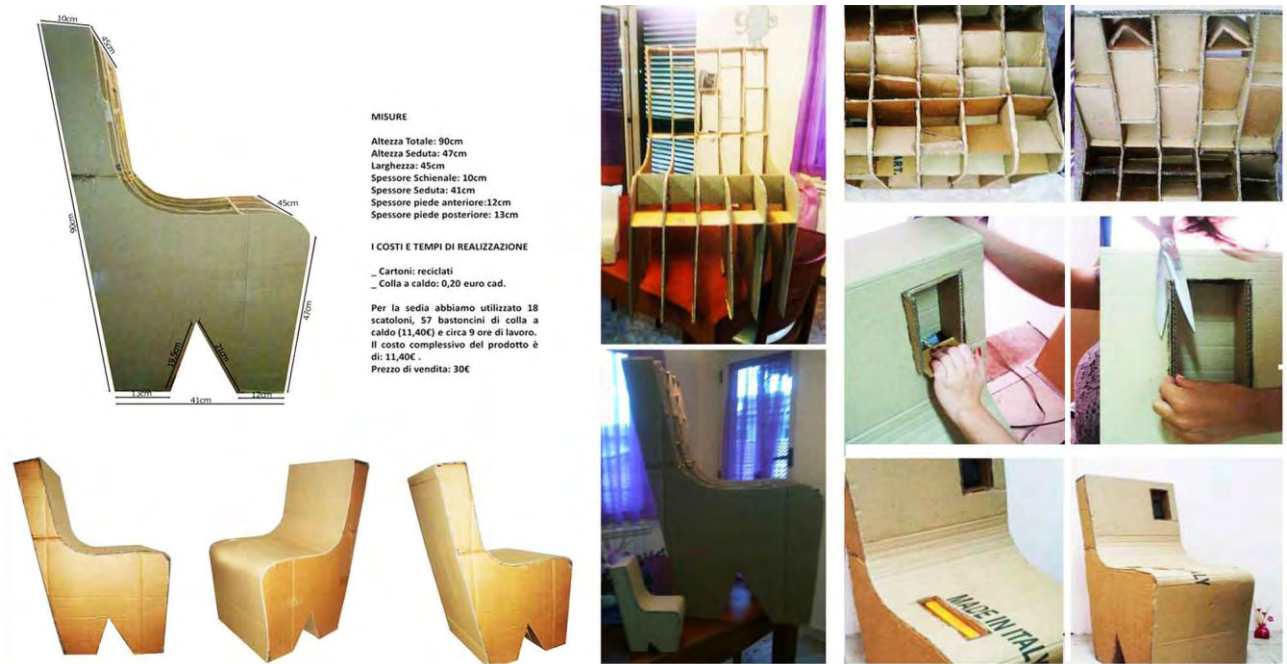 10cm
45cm
90cm
45cm
47cm
19.5cm
21cm
13cm
12cm
41cm
MISURE
Altezza Totale: 90cm
Altezza Seduta: 47cm
Larghezza: 45cm
Spessore Schienale: 10cm
Spessore Seduta: 41cm
Spessore piede anteriore:12cm
Spessore piede posteriore: 13cm
I COSTI E TEMPI DI REALIZZAZIONE
_ Cartoni: reciclati
_ Colla a caldo: 0,20 euro cad.
Per la sedia abbiamo utilizzato 18
scatoloni, 57 bastoncini di colla a
caldo (11,40€) e circa 9 ore di lavoro.
Il costo complessivo del prodotto è
di: 11,40€ .
Prezzo di vendita: 30€
ART.
MADE IN ITALY